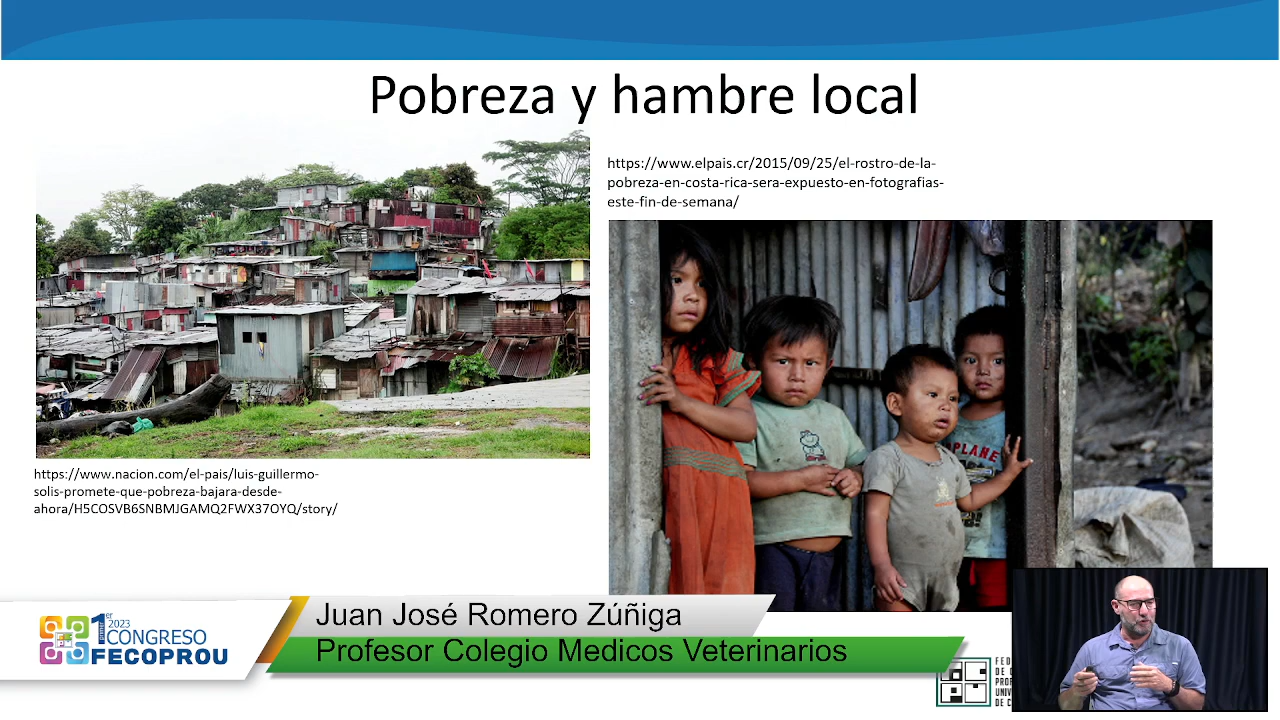 Pobreza y hambre local
https://www.elpais.cr/2015/09/25/el-rostro-de-la-
pobreza-en-costa-rica-sera-expuesto-en-fotografias-
este-fin-de-semana/
PLANE
https://www.nacion.com/el-pais/luis-guillermo-
solis-promete-que-pobreza-bajara-desde-
ahora/H5COSVB6SNBMJGAMQ2FWX37OYQ/story/
1er
2023
CONGRESO
FECOPROU
Juan José Romero Zúñiga
Profesor Colegio Medicos Veterinarios